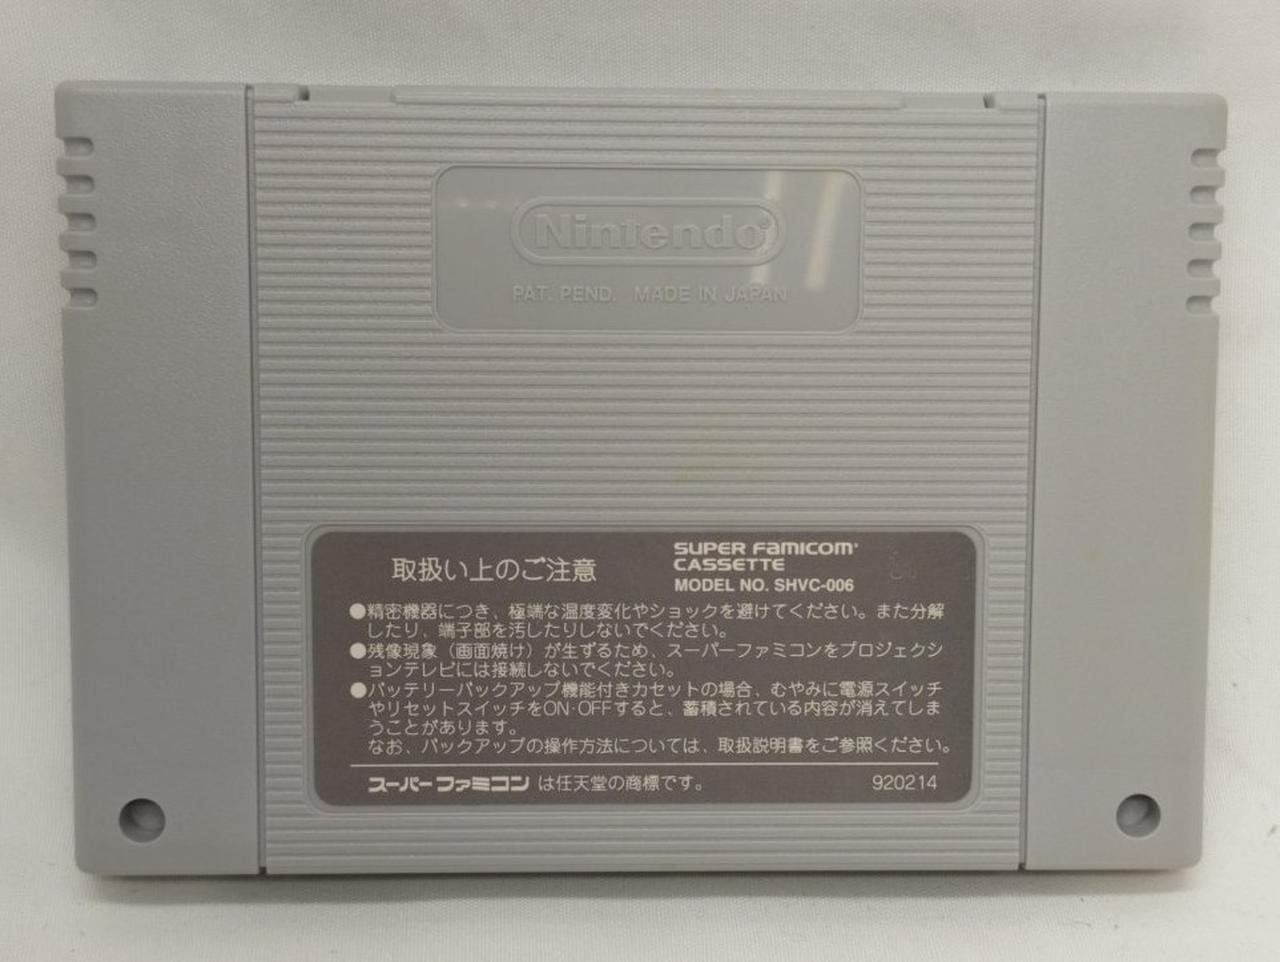 Nintendo®
PAT. PEND. MADE IN JAPAN
取扱い上のご注意
SUPER FAMICOM
CASSETTE
MODEL NO. SHVC-006
●精密機器につき、極端な温度変化やショックを避けてください。また分解
したり、端子部を汚したりしないでください。
●残像現象（画面焼け）が生ずるため、スーパーファミコンをプロジェクシ
ョンテレビには接続しないでください。
●バッテリーバックアップ機能付きカセットの場合、むやみに電源スイッチ
やリセットスイッチをON·OFFすると、蓄積されている内容が消えてしま
うことがあります。
なお、バックアップの操作方法については、取扱説明書をご参照ください。
スーパーファミコン は任天堂の商標です。 920214